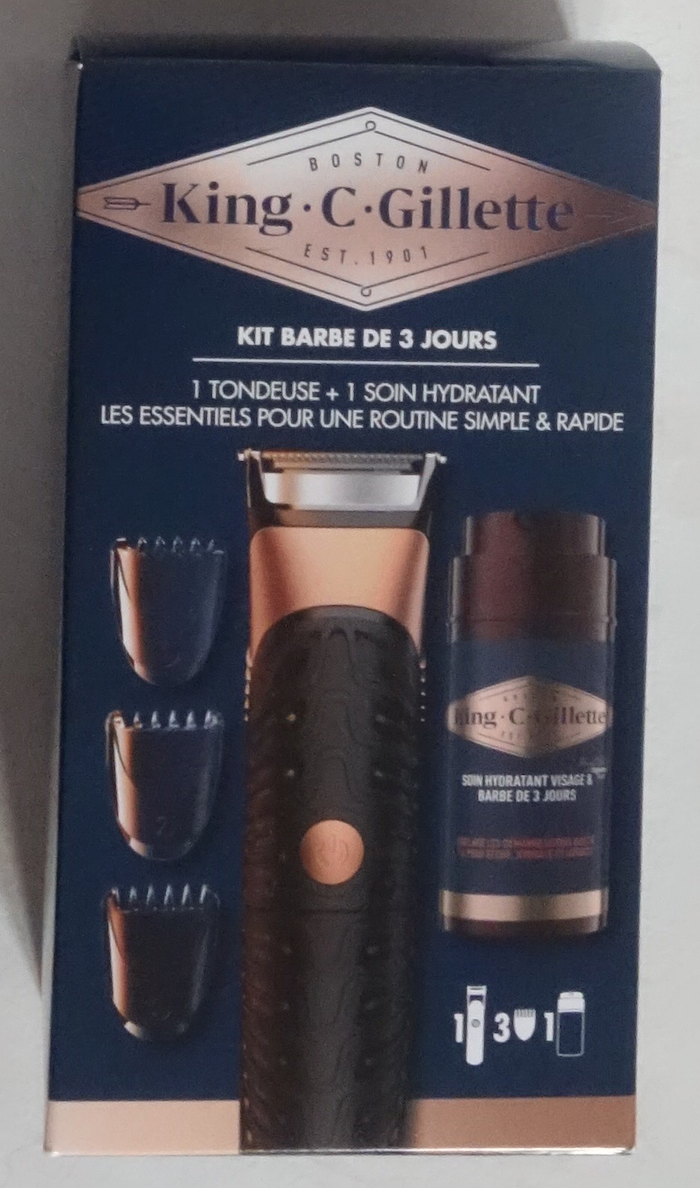 BOSTON
King·C·Gillette
EST. 1901
KIT BARBE DE 3 JOURS
1 TONDEUSE + 1 SOIN HYDRATANT
LES ESSENTIELS POUR UNE ROUTINE SIMPLE & RAPIDE
King·C·Gillette
SOIN HYDRATANT VISAGE &
BARBE DE 3 JOURS
2
1 3 1